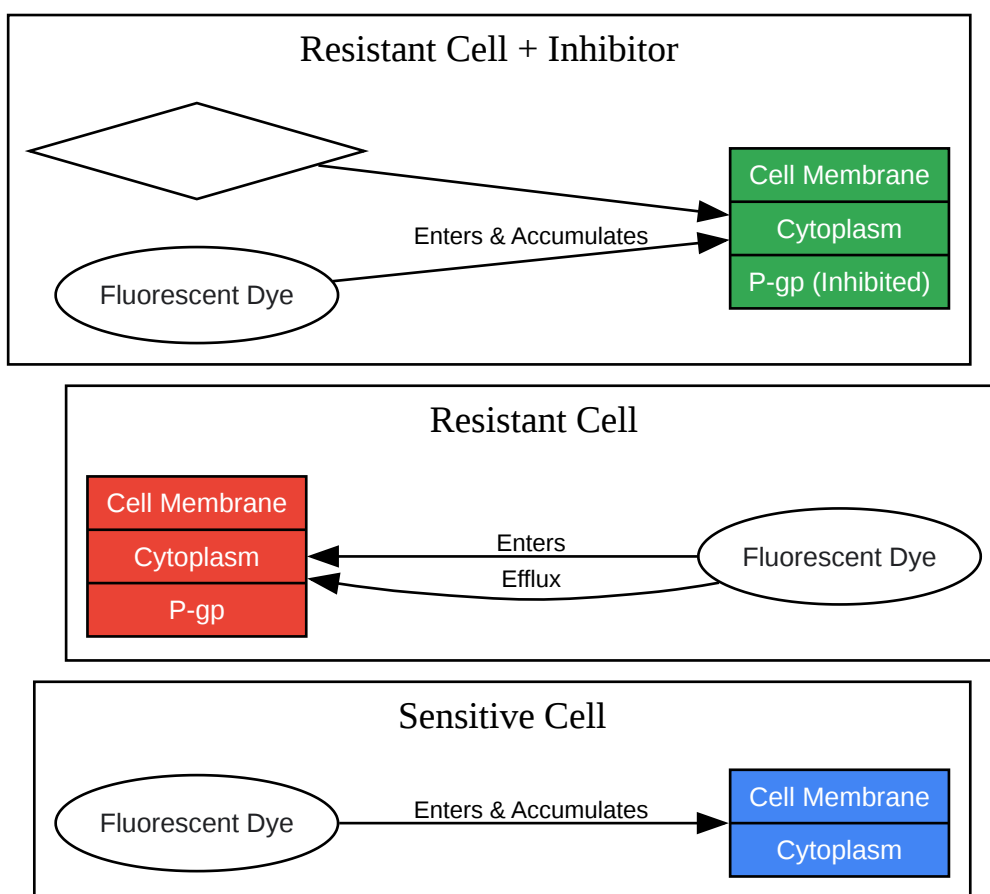 Resistant Cell + Inhibitor
Cell Membrane
Enters & Accumulates
Cytoplasm
Fluorescent Dye
P-gp (Inhibited)
Resistant Cell
Cell Membrane
Enters
Cytoplasm
Fluorescent Dye
Efflux
P-gp
Sensitive Cell
Cell Membrane
Enters & Accumulates
Fluorescent Dye
Cytoplasm